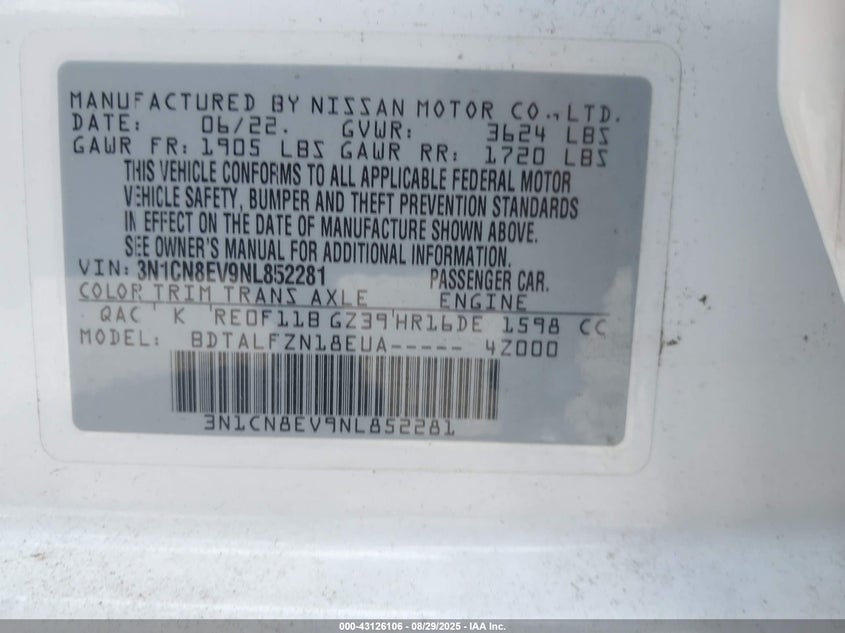 MANUFACTURED BY NISSAN MOTOR CO., LTD.
DATE: 06/22. GVWR: 3624 LBS
GAWR FR: 1905 LBS GAWR RR: 1720 LBS
THIS VEHICLE CONFORMS TO ALL APPLICABLE FEDERAL MOTOR
VEHICLE SAFETY, BUMPER AND THEFT PREVENTION STANDARDS
IN EFFECT ON THE DATE OF MANUFACTURE SHOWN ABOVE.
SEE OWNER'S MANUAL FOR ADDITIONAL INFORMATION.
VIN: 3N1CN8EV9NL852281 PASSENGER CAR.
COLOR TRIM TRANS AXLE ENGINE
QAC ' K 'RE0F11B GZ39'HR16DE 1598 CC
MODEL: BDTALFZN18EUA----- 4Z000
3N1CN8EV9NL852281
000-43126106 - 08/29/2025 - IAA Inc.